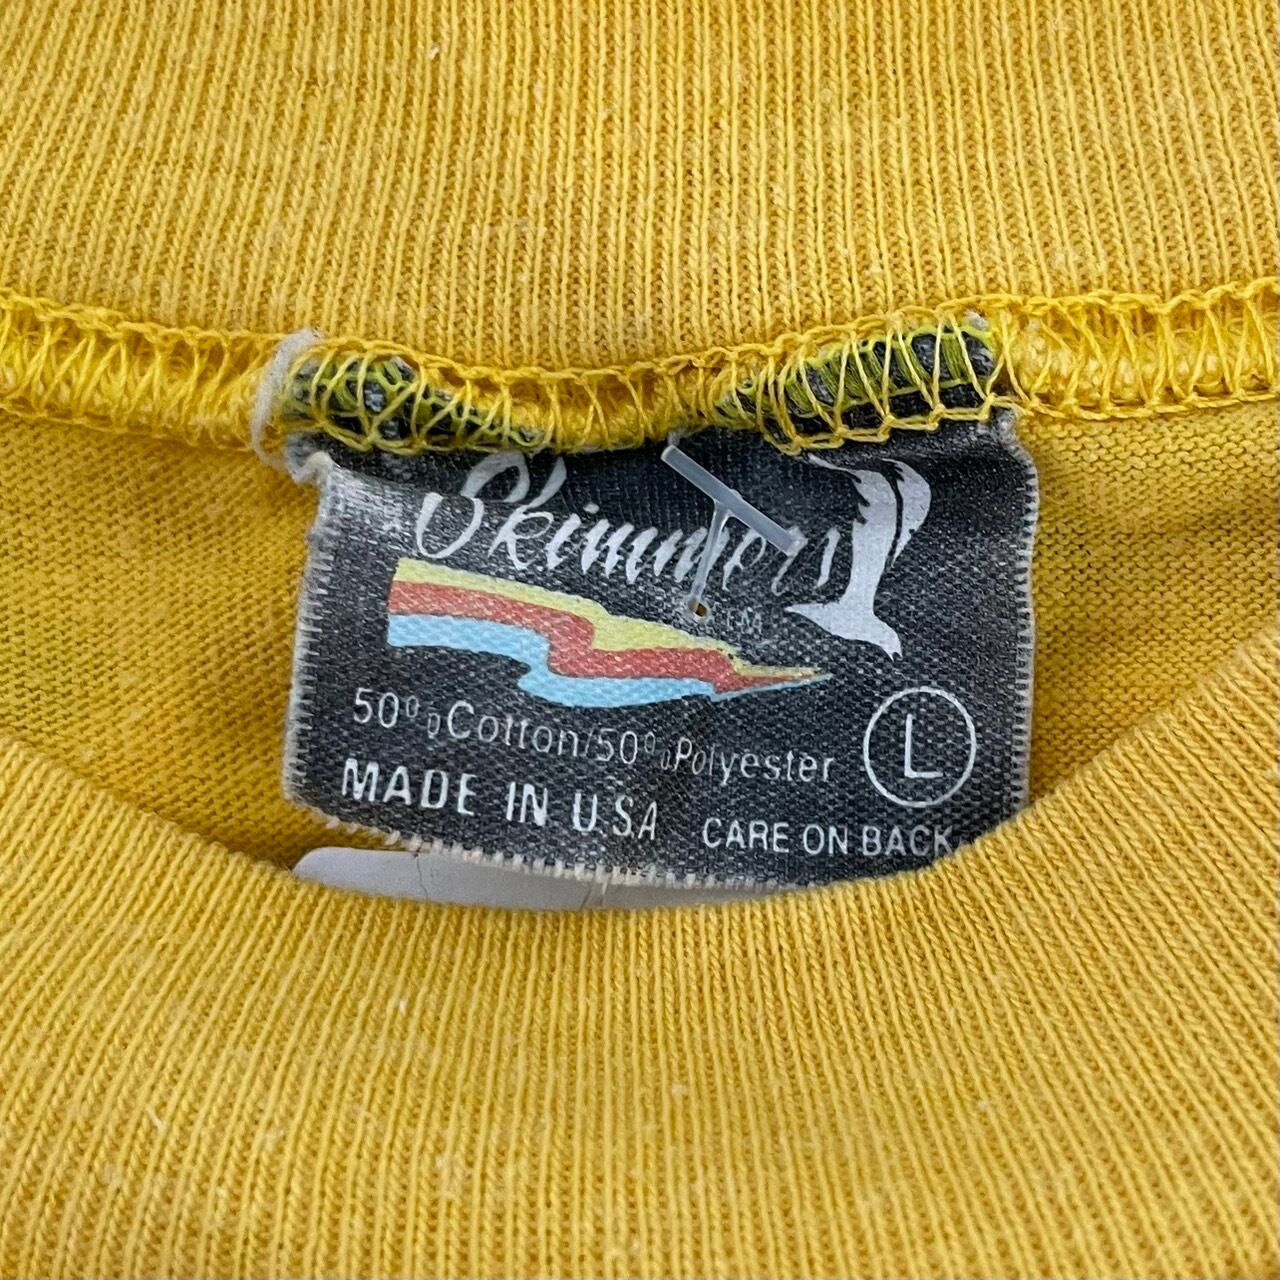 Skimmers
TM
50% Cotton/50% Polyester
L
MADE IN U.S.A
CARE ON BACK